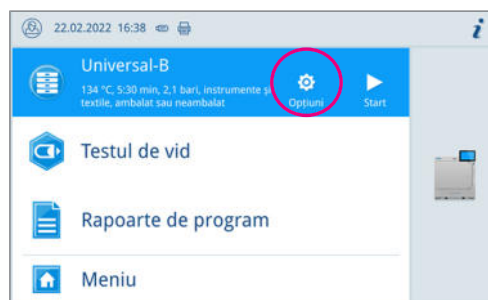 22.02.2022 16:38
Universal-B
134 °C, 5:30 min, 2,1 bari, instrumente și
textile, ambalat sau neambalat
Opțiuni
Start
Testul de vid
Rapoarte de program
Meniu
i